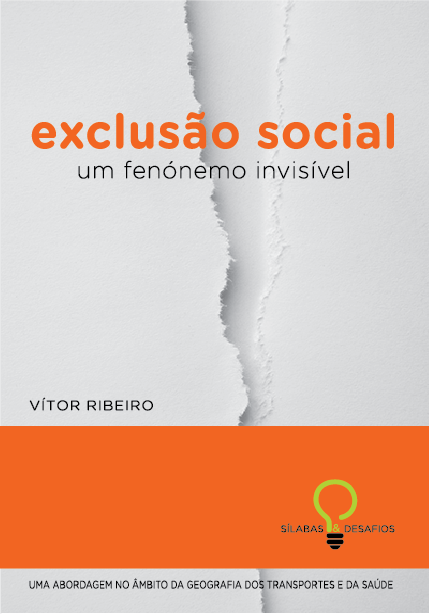 exclusão social
um fenónemo invisível
VÍTOR RIBEIRO
SÍLABAS & DESAFIOS
UMA ABORDAGEM NO ÂMBITO DA GEOGRAFIA DOS TRANSPORTES E DA SAÚDE